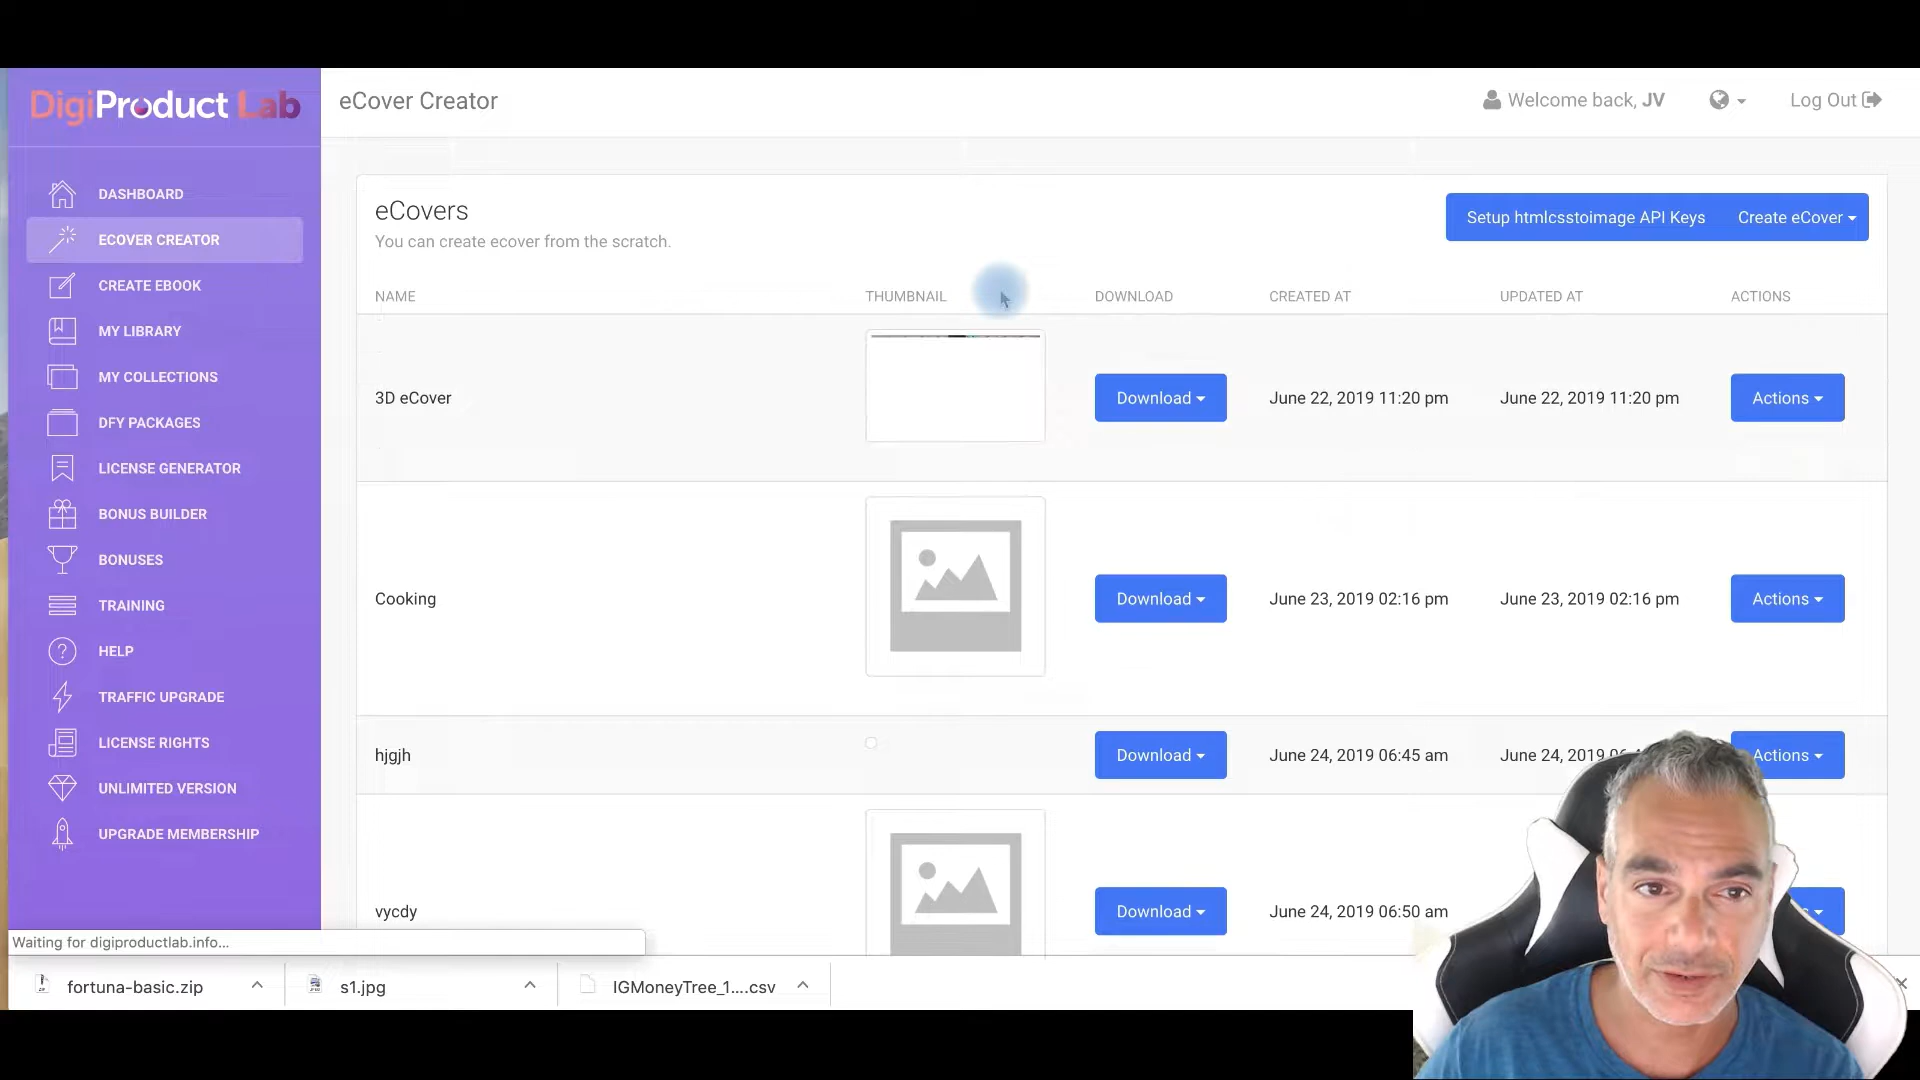 DigiProduct Lab
eCover Creator
Welcome back, JV
Log Out
DASHBOARD
ECOVER CREATOR
CREATE EBOOK
MY LIBRARY
MY COLLECTIONS
DFY PACKAGES
LICENSE GENERATOR
BONUS BUILDER
BONUSES
TRAINING
HELP
TRAFFIC UPGRADE
LICENSE RIGHTS
UNLIMITED VERSION
UPGRADE MEMBERSHIP
eCovers
You can create ecover from the scratch.
Setup htmlcsstoimage API Keys
Create eCover
NAME THUMBNAIL DOWNLOAD CREATED AT UPDATED AT ACTIONS
3D eCover Download June 22, 2019 11:20 pm June 22, 2019 11:20 pm Actions
Cooking Download June 23, 2019 02:16 pm June 23, 2019 02:16 pm Actions
hjgjh Download June 24, 2019 06:45 am June 24, 2019 Actions
vycdy Download June 24, 2019 06:50 am
Waiting for digiproductlab.info...
fortuna-basic.zip
s1.jpg
IGMoneyTree_1....csv